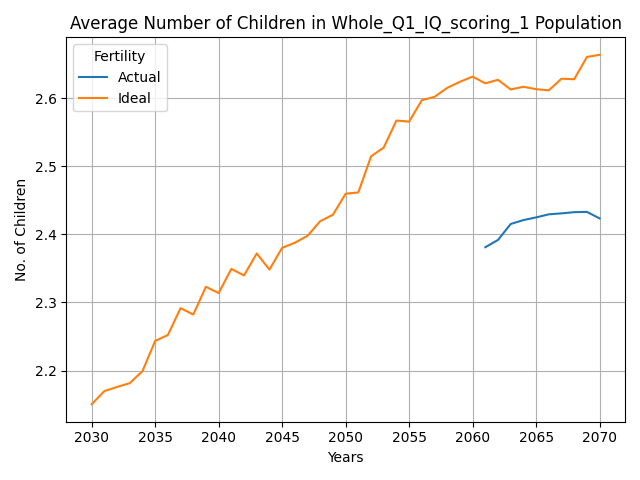 Average Number of Children in Whole_Q1_IQ_scoring_1 Population
Fertility
Actual
Ideal
No. of Children
2.6
2.5
2.4
2.3
2.2
2030 2035 2040 2045 2050 2055 2060 2065 2070
Years